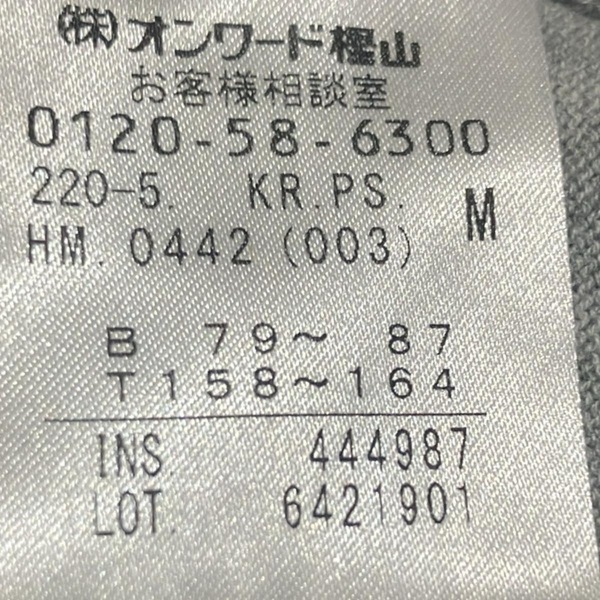 ㈱オンワード樫山
お客様相談室
0120-58-6300
220-5. KR.PS. M
HM. 0442 (003)
B 79~ 87
T158~164
INS. 444987
LOT. 6421901